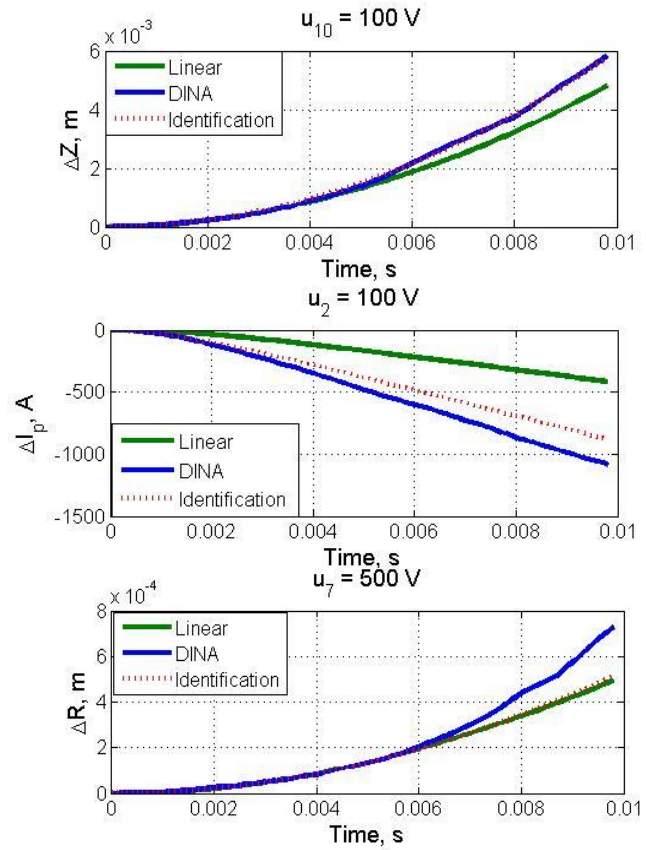 u10 = 100 V
x 10-3
6
4
2
0
ΔZ, m
Linear
DINA
Identification
0 0.002 0.004 0.006 0.008 0.01
Time, s
u2 = 100 V
0
-500
-1000
-1500
ΔIp, A
Linear
DINA
Identification
0 0.002 0.004 0.006 0.008 0.01
Time, s
u7 = 500 V
x 10-4
8
6
4
2
0
ΔR, m
Linear
DINA
Identification
0 0.002 0.004 0.006 0.008 0.01
Time, s